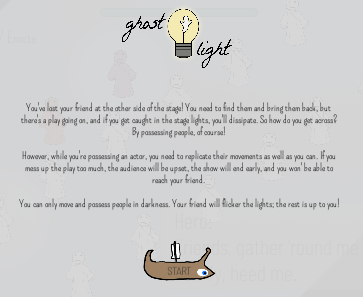 ghost
light
You've lost your friend at the other side of the stage! You need to find them and bring them back, but
there's a play going on, and if you get caught in the stage lights, you'll dissipate. So how do you get across?
By possessing people, of course!
However, while you're possessing an actor, you need to replicate their movements as well as you can. If you
mess up the play too much, the audience will be upset, the show will end early, and you won't be able to
reach your friend.
You can only move and possess people in darkness. Your friend will flicker the lights; the rest is up to you!
gather 'round me
need me.
START